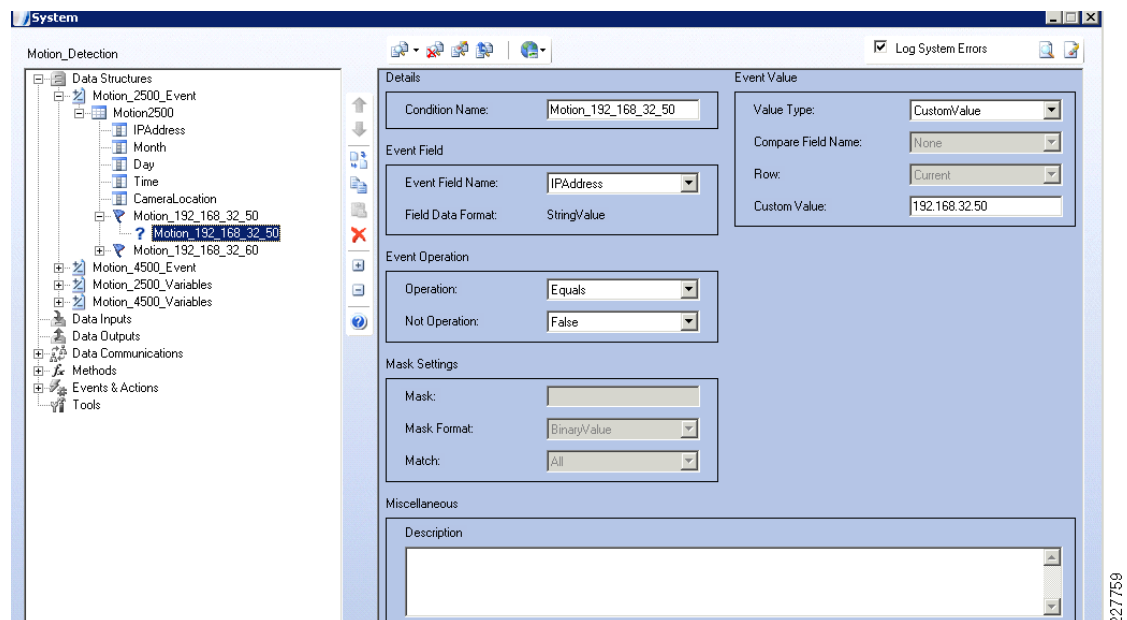 System
Motion_Detection
Log System Errors
Data Structures
Motion_2500_Event
Motion2500
IPAddress
Month
Day
Time
CameraLocation
Motion_192_168_32_50
Motion_192_168_32_50
Motion_192_168_32_60
Motion_4500_Event
Motion_2500_Variables
Motion_4500_Variables
Data Inputs
Data Outputs
Data Communications
Methods
Events & Actions
Tools
Details
Condition Name: Motion_192_168_32_50
Event Field
Event Field Name: IPAddress
Field Data Format: StringValue
Event Operation
Operation: Equals
Not Operation: False
Mask Settings
Mask:
Mask Format: BinaryValue
Match: All
Miscellaneous
Description
Event Value
Value Type: CustomValue
Compare Field Name: None
Row: Current
Custom Value: 192.168.32.50
227759